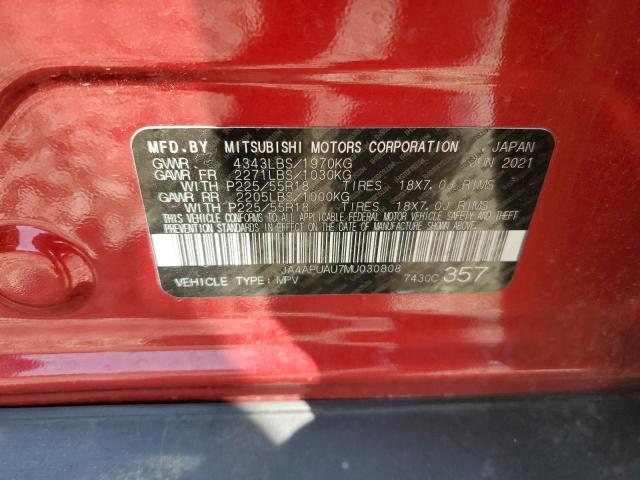 MFD.BY MITSUBISHI MOTORS CORPORATION JAPAN
GVWR 4343LBS/1970KG JUN 2021
GAWR FR 2271LBS/1030KG
WITH P225/55R18 TIRES 18X7.0J RIMS
GAWR RR 2205LBS/1000KG
WITH P225/55R18 TIRES 18X7.0J RIMS
THIS VEHICLE CONFORMS TO ALL APPLICABLE FEDERAL MOTOR VEHICLE SAFETY AND THEFT
PREVENTION STANDARDS IN EFFECT ON THE DATE OF MANUFACTURE SHOWN ABOVE.
JA4APUAU7MU030808
VEHICLE TYPE: MPV 7430C 357